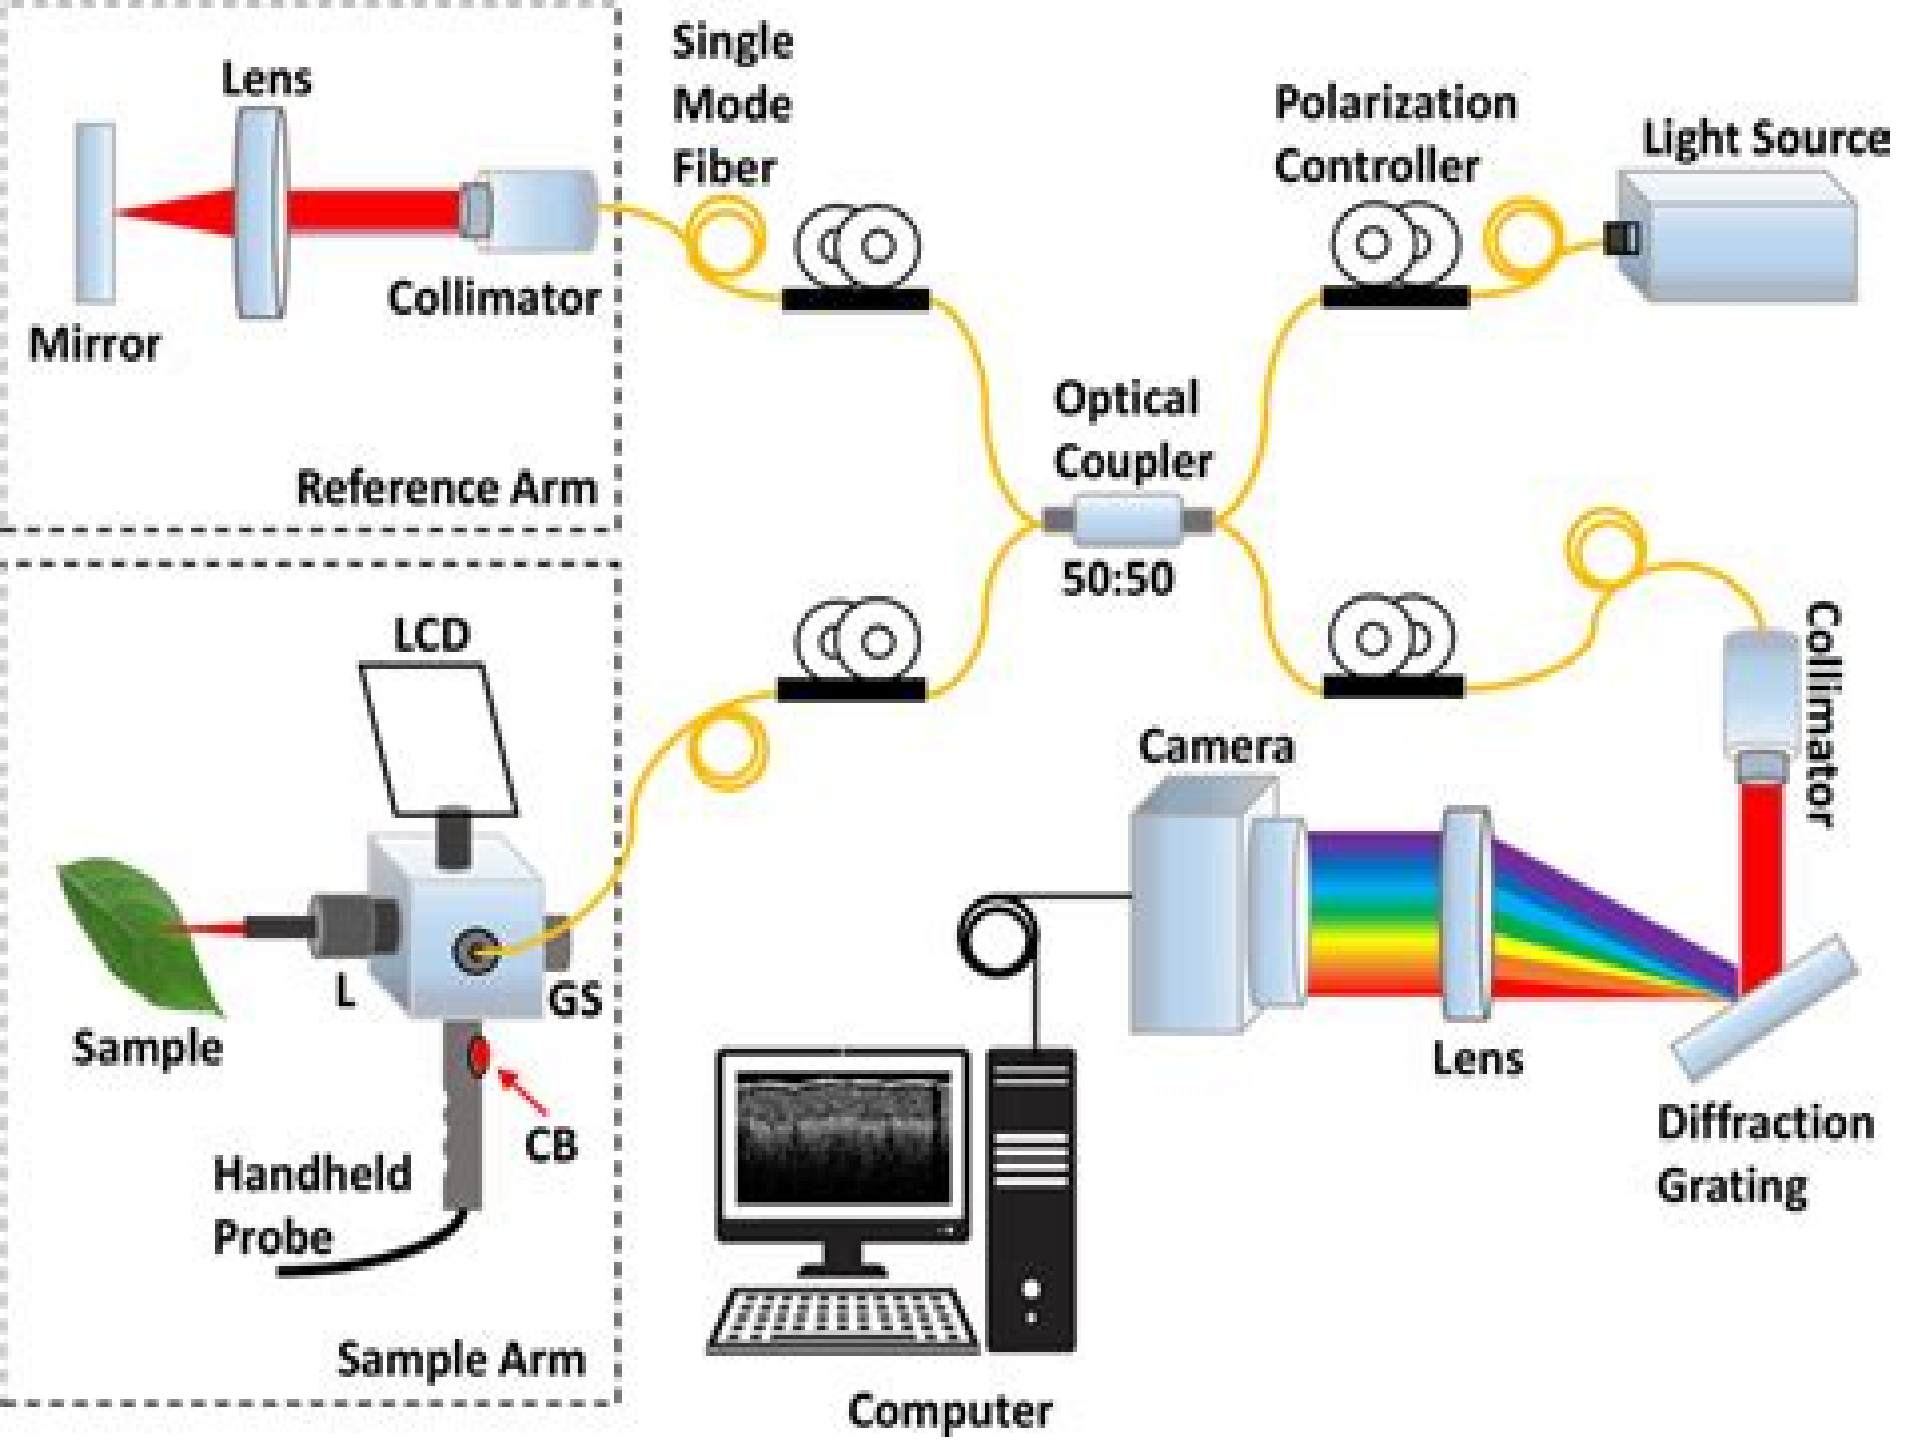 Lens
Mirror
Collimator
Reference Arm
Single
Mode
Fiber
Polarization
Controller
Light Source
Optical
Coupler
50:50
LCD
L
GS
Sample
CB
Handheld
Probe
Sample Arm
Camera
Collimator
Lens
Diffraction
Grating
Computer